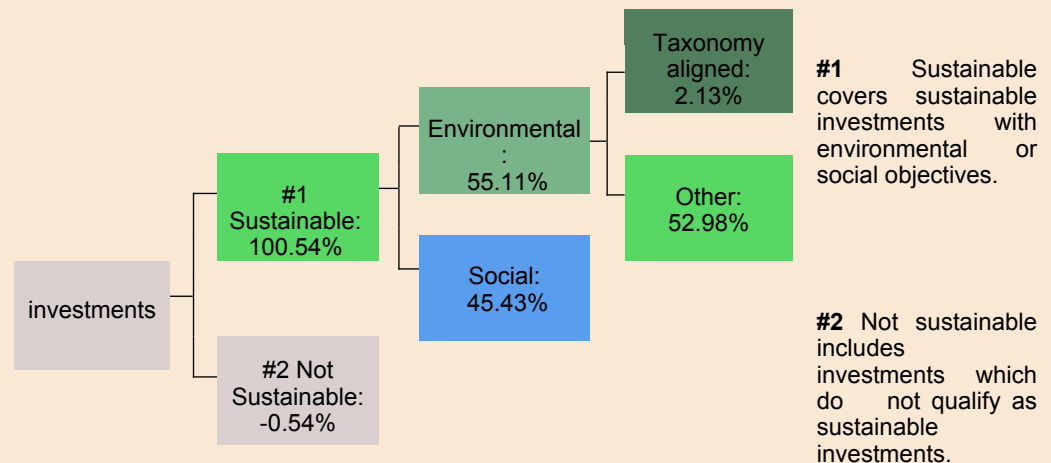 investments
#1
Sustainable:
100.54%
#2 Not
Sustainable:
-0.54%
Environmental
:
55.11%
Social:
45.43%
Taxonomy
aligned:
2.13%
Other:
52.98%
#1 Sustainable
covers sustainable
investments with
environmental or
social objectives.
#2 Not sustainable
includes
investments which
do not qualify as
sustainable
investments.